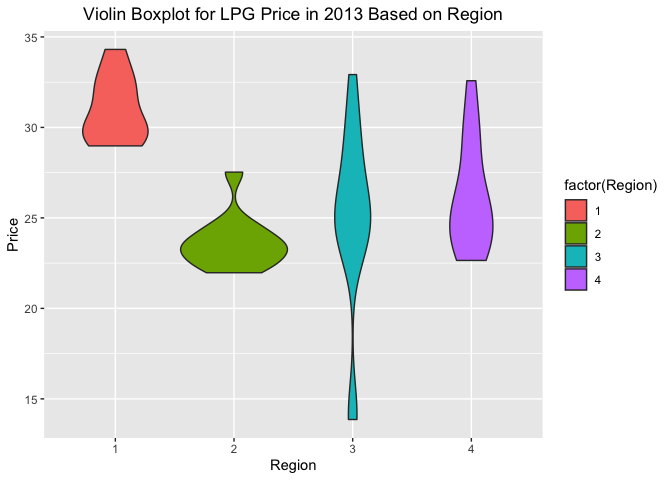 Violin Boxplot for LPG Price in 2013 Based on Region
35
30
25
20
15
Price
1 2 3 4
Region
factor(Region)
1
2
3
4